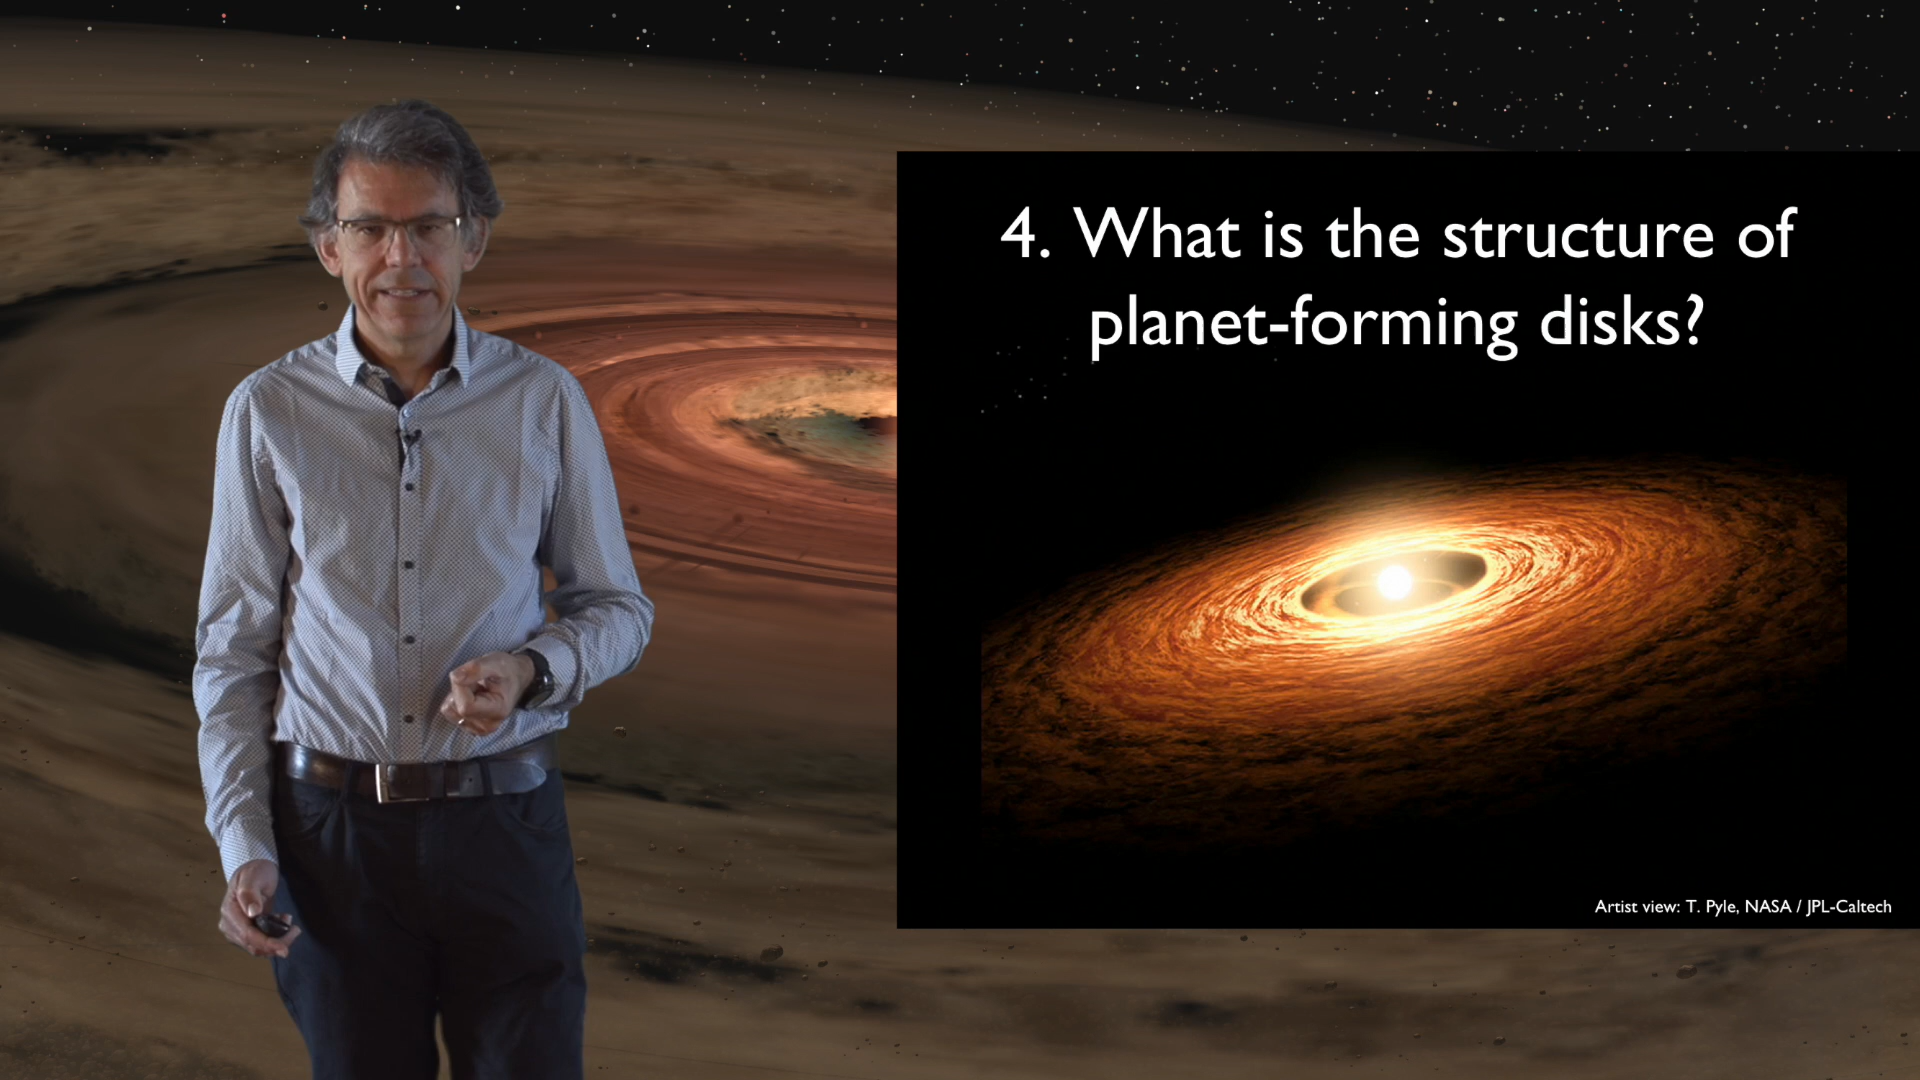 4. What is the structure of
planet-forming disks?
Artist view: T. Pyle, NASA / JPL-Caltech